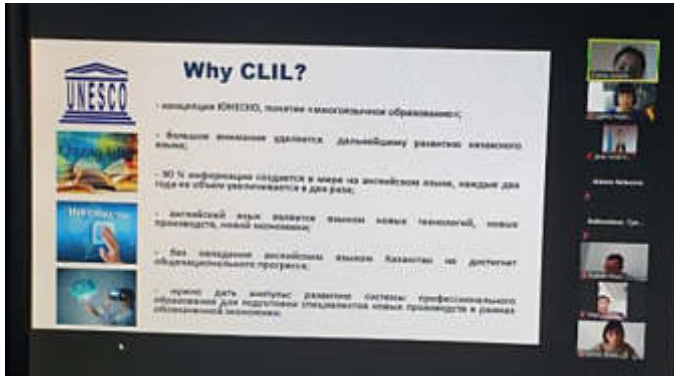 Why CLIL?
UNESCO
- концепция ЮНЕСКО, понятие «многоязычное образование»;
- большое внимание уделяется дальнейшему развитию казахского
языка;
- 90 % информации создается в мире на английском языке, каждые два
года их объем увеличивается в два раза;
- английский язык является языком новых технологий, новых
производств, новой экономики;
- без овладения английским языком Казахстан не достигнет
общенационального прогресса;
- нужно дать импульс развитию системы профессионального
образования для подготовки специалистов новых производств в рамках
экономики;